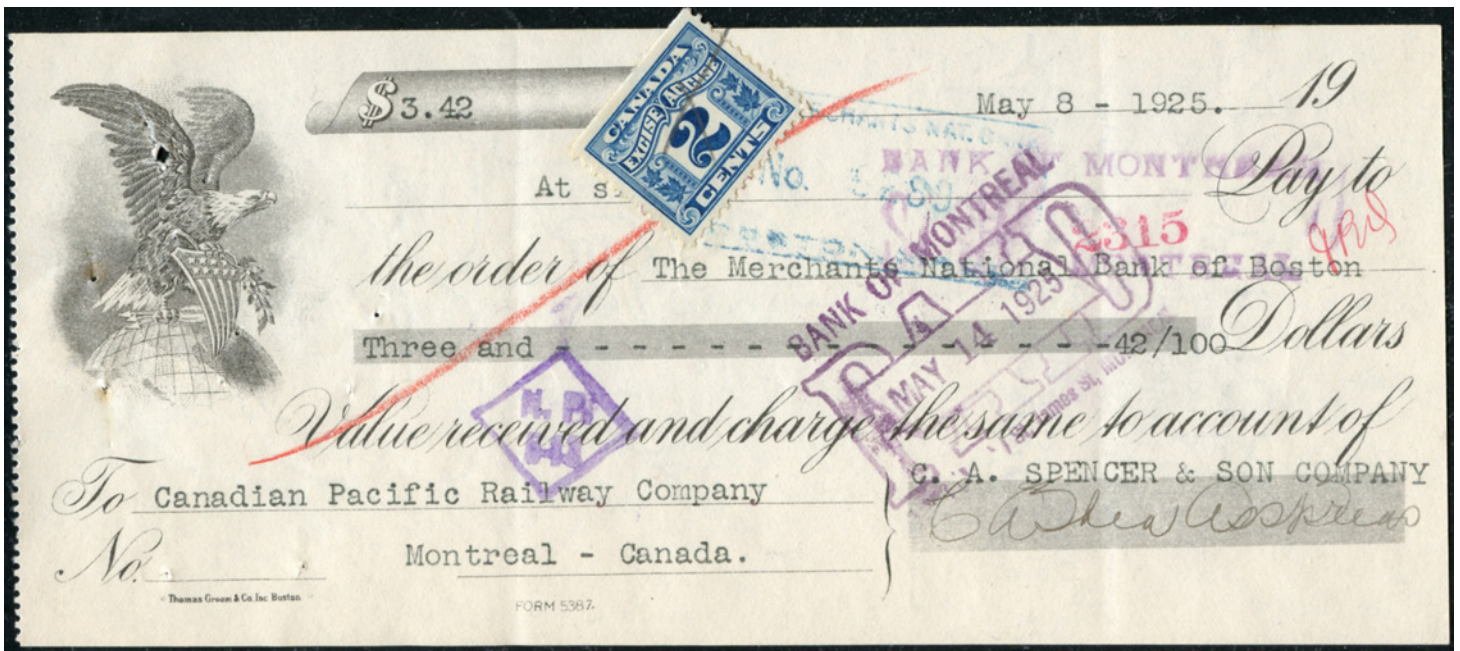 $ 3.42
CANADA
EXCISE ACCISE
2
CENTS
May 8 - 1925. 19
No.
BANK OF MONTREAL
At s Pay to
2315
the order of The Merchants National Bank of Boston
BANK OF MONTREAL
PAID
MAY 14 1925
Three and - - - - - - - - - - - - - -42/100 Dollars
N. P.
Value received and charge the same to account of
C. A. SPENCER & SON COMPANY
To Canadian Pacific Railway Company
No. Montreal - Canada.
Thomas Groom & Co. Inc Boston.
FORM 5387.